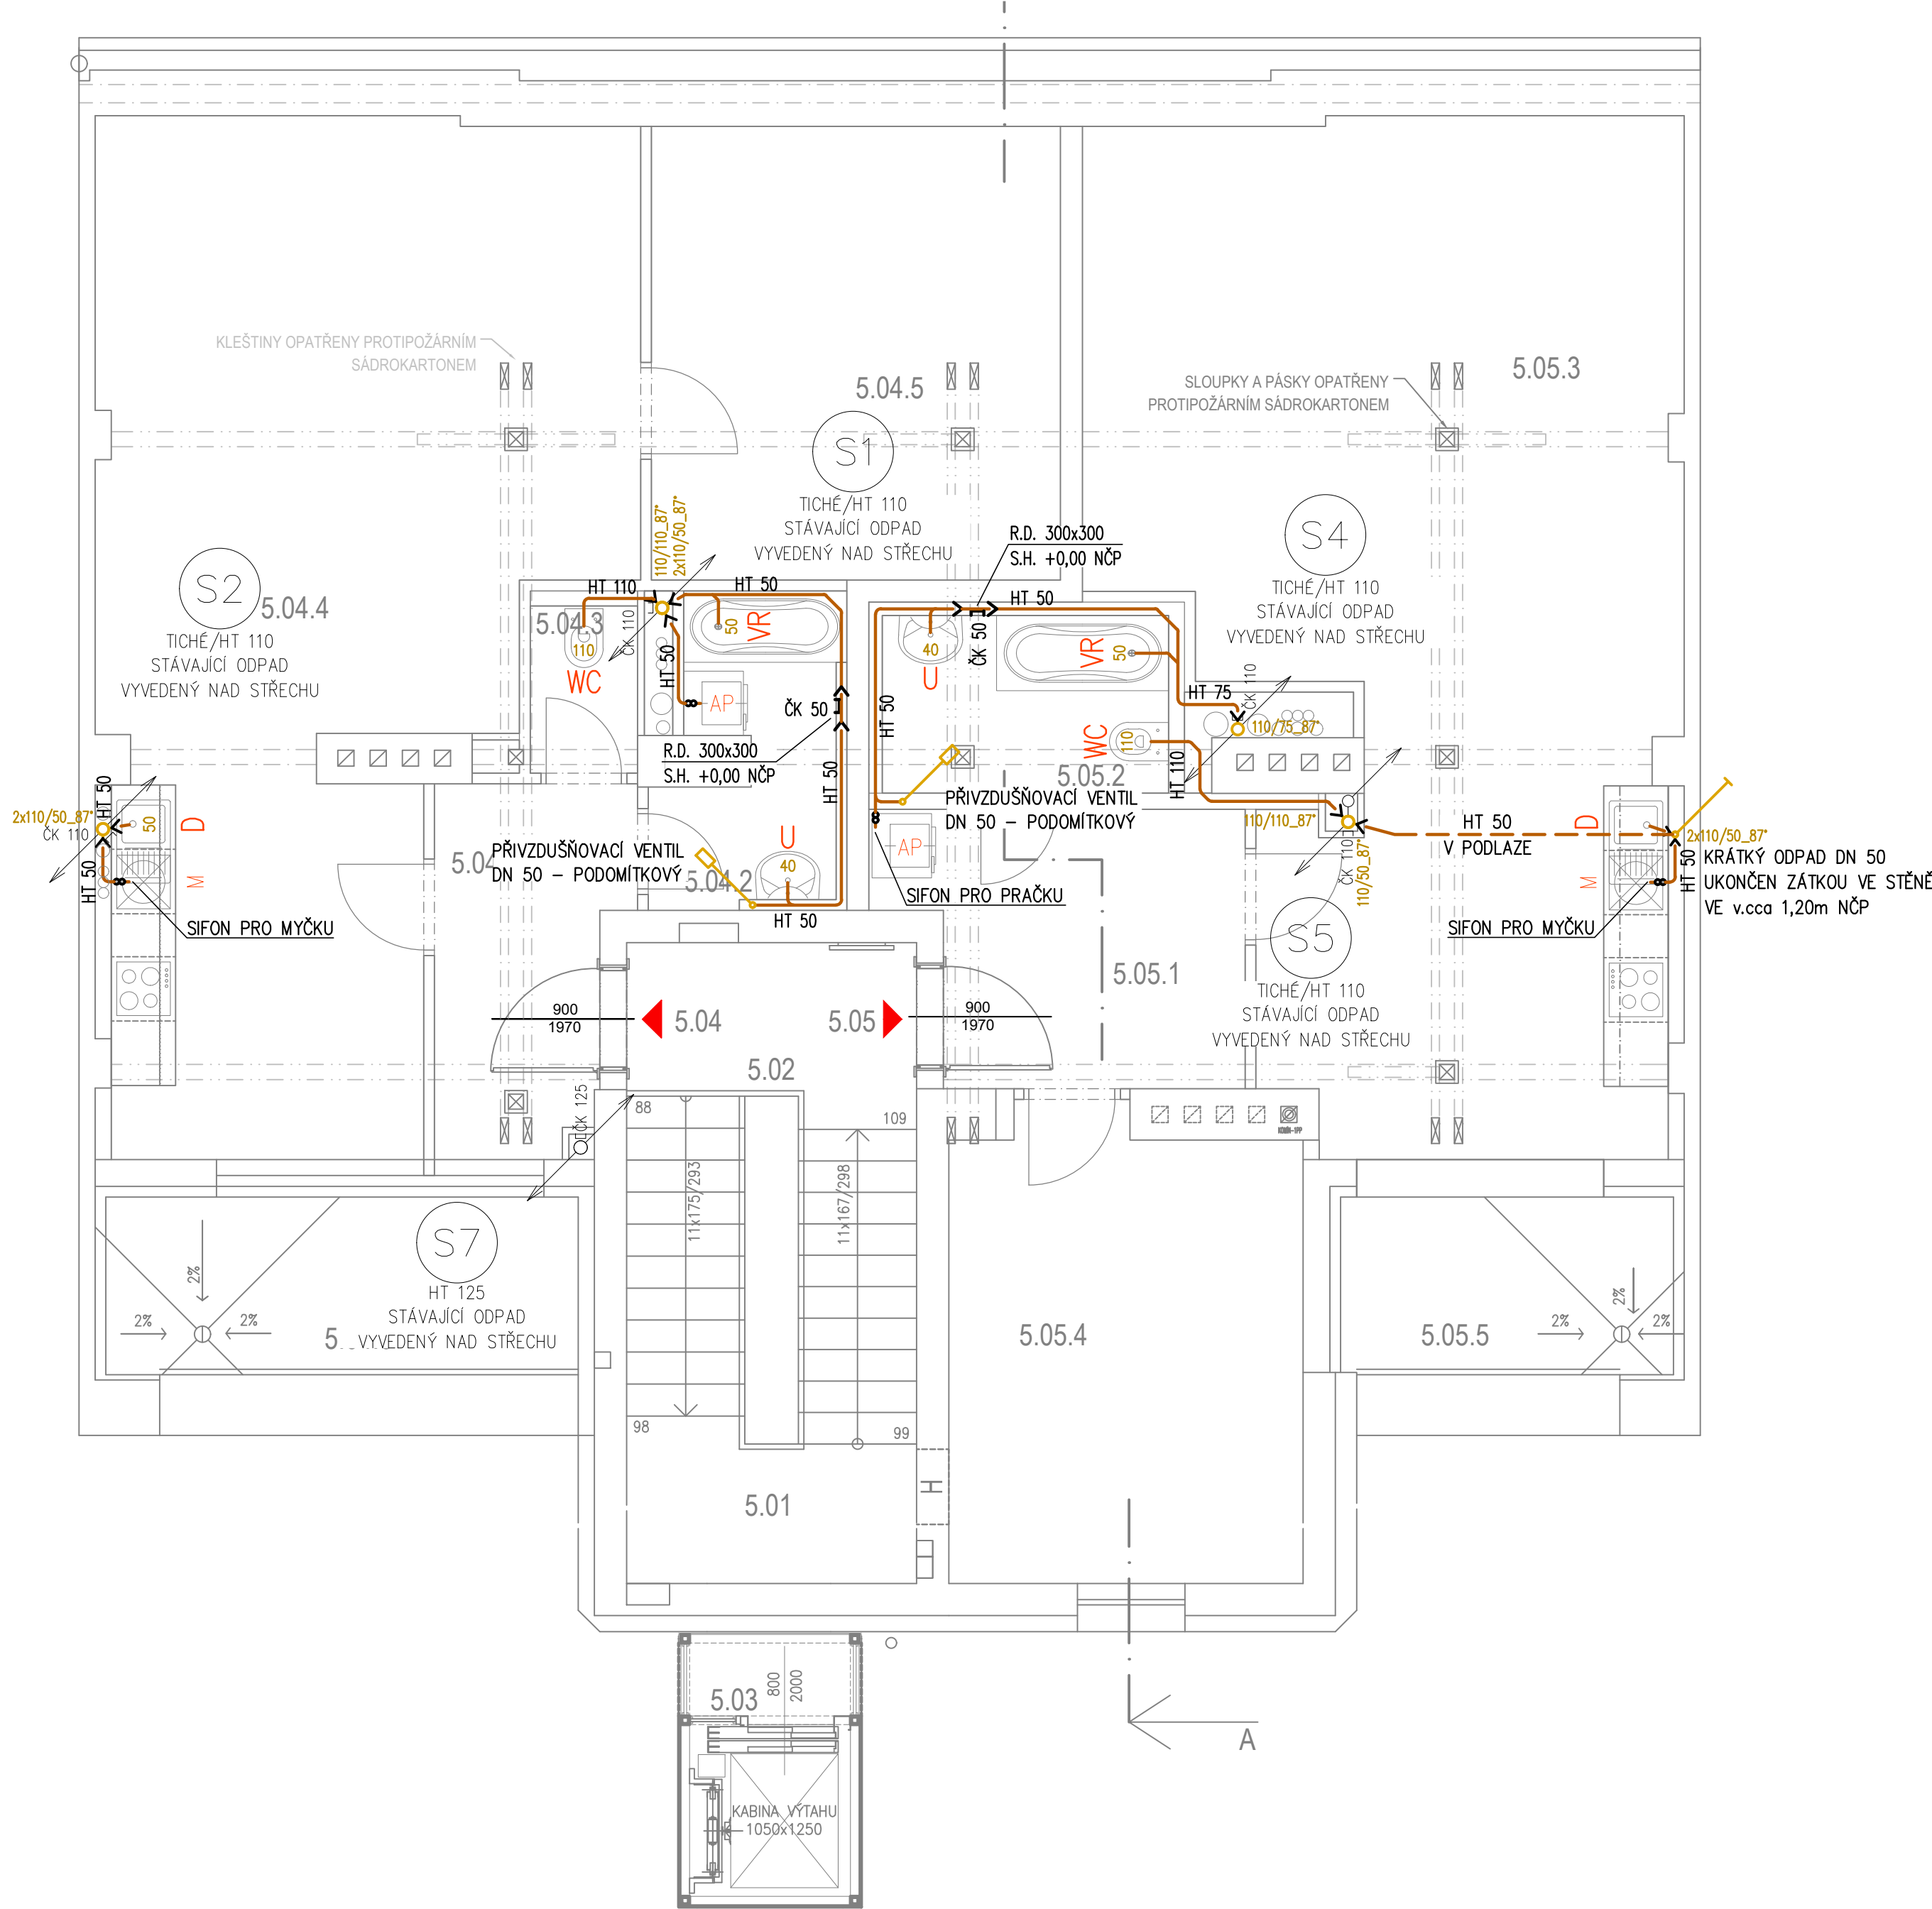 KLEŠTINY OPATŘENY PROTIPOŽÁRNÍM
SÁDROKARTONEM
5.04.5
SLOUPKY A PÁSKY OPATŘENY
PROTIPOŽÁRNÍM SÁDROKARTONEM
5.05.3
S1
TICHÉ/HT 110
STÁVAJÍCÍ ODPAD
VYVEDENÝ NAD STŘECHU
S2
5.04.4
TICHÉ/HT 110
STÁVAJÍCÍ ODPAD
VYVEDENÝ NAD STŘECHU
S4
TICHÉ/HT 110
STÁVAJÍCÍ ODPAD
VYVEDENÝ NAD STŘECHU
110/110_87°
2x110/50_87°
HT 110
HT 50
R.D. 300x300
S.H. +0,00 NČP
HT 50
5.04.3
ČK 110
110
WC
HT 50
50
VR
AP
ČK 50
R.D. 300x300
S.H. +0,00 NČP
HT 50
40
U
ČK 50
VR
50
HT 50
WC
110
5.05.2
HT 110
HT 75
ČK 110
110/75_87°
PŘIVZDUŠŇOVACÍ VENTIL
DN 50 – PODOMÍTKOVÝ
AP
SIFON PRO PRAČKU
110/110_87°
ČK 110
110/50_87°
HT 50
V PODLAZE
D
M
2x110/50_87°
HT 50
KRÁTKÝ ODPAD DN 50
UKONČEN ZÁTKOU VE STĚNĚ
VE v.cca 1,20m NČP
SIFON PRO MYČKU
HT 50
2x110/50_87°
ČK 110
50
D
HT 50
M
SIFON PRO MYČKU
5.04
PŘIVZDUŠŇOVACÍ VENTIL
DN 50 – PODOMÍTKOVÝ
5.04.2
U
40
HT 50
S5
TICHÉ/HT 110
STÁVAJÍCÍ ODPAD
VYVEDENÝ NAD STŘECHU
5.05.1
900
1970
5.04
5.05
900
1970
5.02
ČK 125
88
109
11x175/293
11x167/298
98
99
S7
HT 125
STÁVAJÍCÍ ODPAD
VYVEDENÝ NAD STŘECHU
5.
2%
2%
2%
5.05.4
5.05.5
2%
2%
2%
H
5.01
5.03
800
2000
KABINA VÝTAHU
1050x1250
A